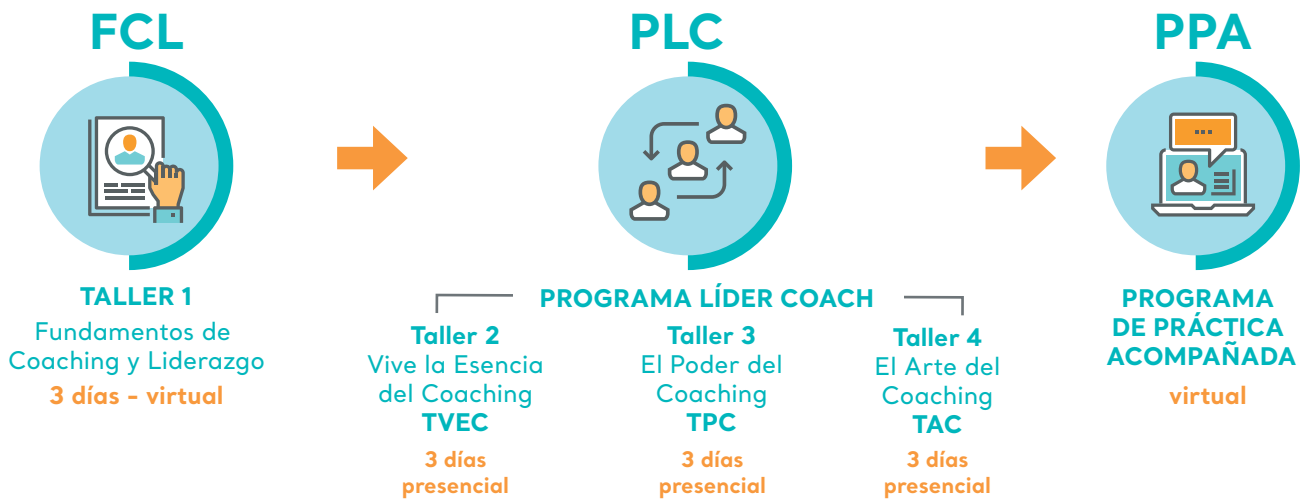 FCL
TALLER 1
Fundamentos de
Coaching y Liderazgo
3 días - virtual
PLC
PROGRAMA LÍDER COACH
Taller 2
Vive la Esencia
del Coaching
TVEC
3 días
presencial
Taller 3
El Poder del
Coaching
TPC
3 días
presencial
Taller 4
El Arte del
Coaching
TAC
3 días
presencial
PPA
PROGRAMA
DE PRÁCTICA
ACOMPAÑADA
virtual